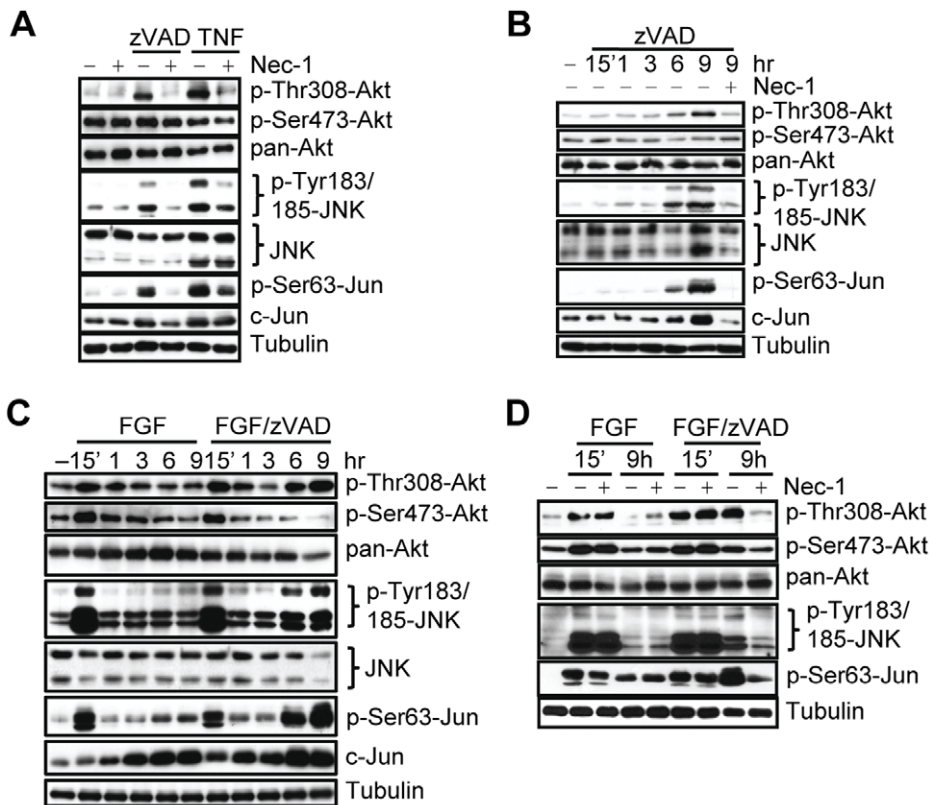 A
zVAD TNF
– + – + – + Nec-1
p-Thr308-Akt
p-Ser473-Akt
pan-Akt
p-Tyr183/
185-JNK
JNK
p-Ser63-Jun
c-Jun
Tubulin
B
zVAD
– 15' 1 3 6 9 9 hr
– – – – – – + Nec-1
p-Thr308-Akt
p-Ser473-Akt
pan-Akt
p-Tyr183/
185-JNK
JNK
p-Ser63-Jun
c-Jun
Tubulin
C
FGF FGF/zVAD
– 15' 1 3 6 9 15' 1 3 6 9 hr
p-Thr308-Akt
p-Ser473-Akt
pan-Akt
p-Tyr183/
185-JNK
JNK
p-Ser63-Jun
c-Jun
Tubulin
D
FGF FGF/zVAD
15' 9h 15' 9h
– – + – + – + – + Nec-1
p-Thr308-Akt
p-Ser473-Akt
pan-Akt
p-Tyr183/
185-JNK
p-Ser63-Jun
Tubulin